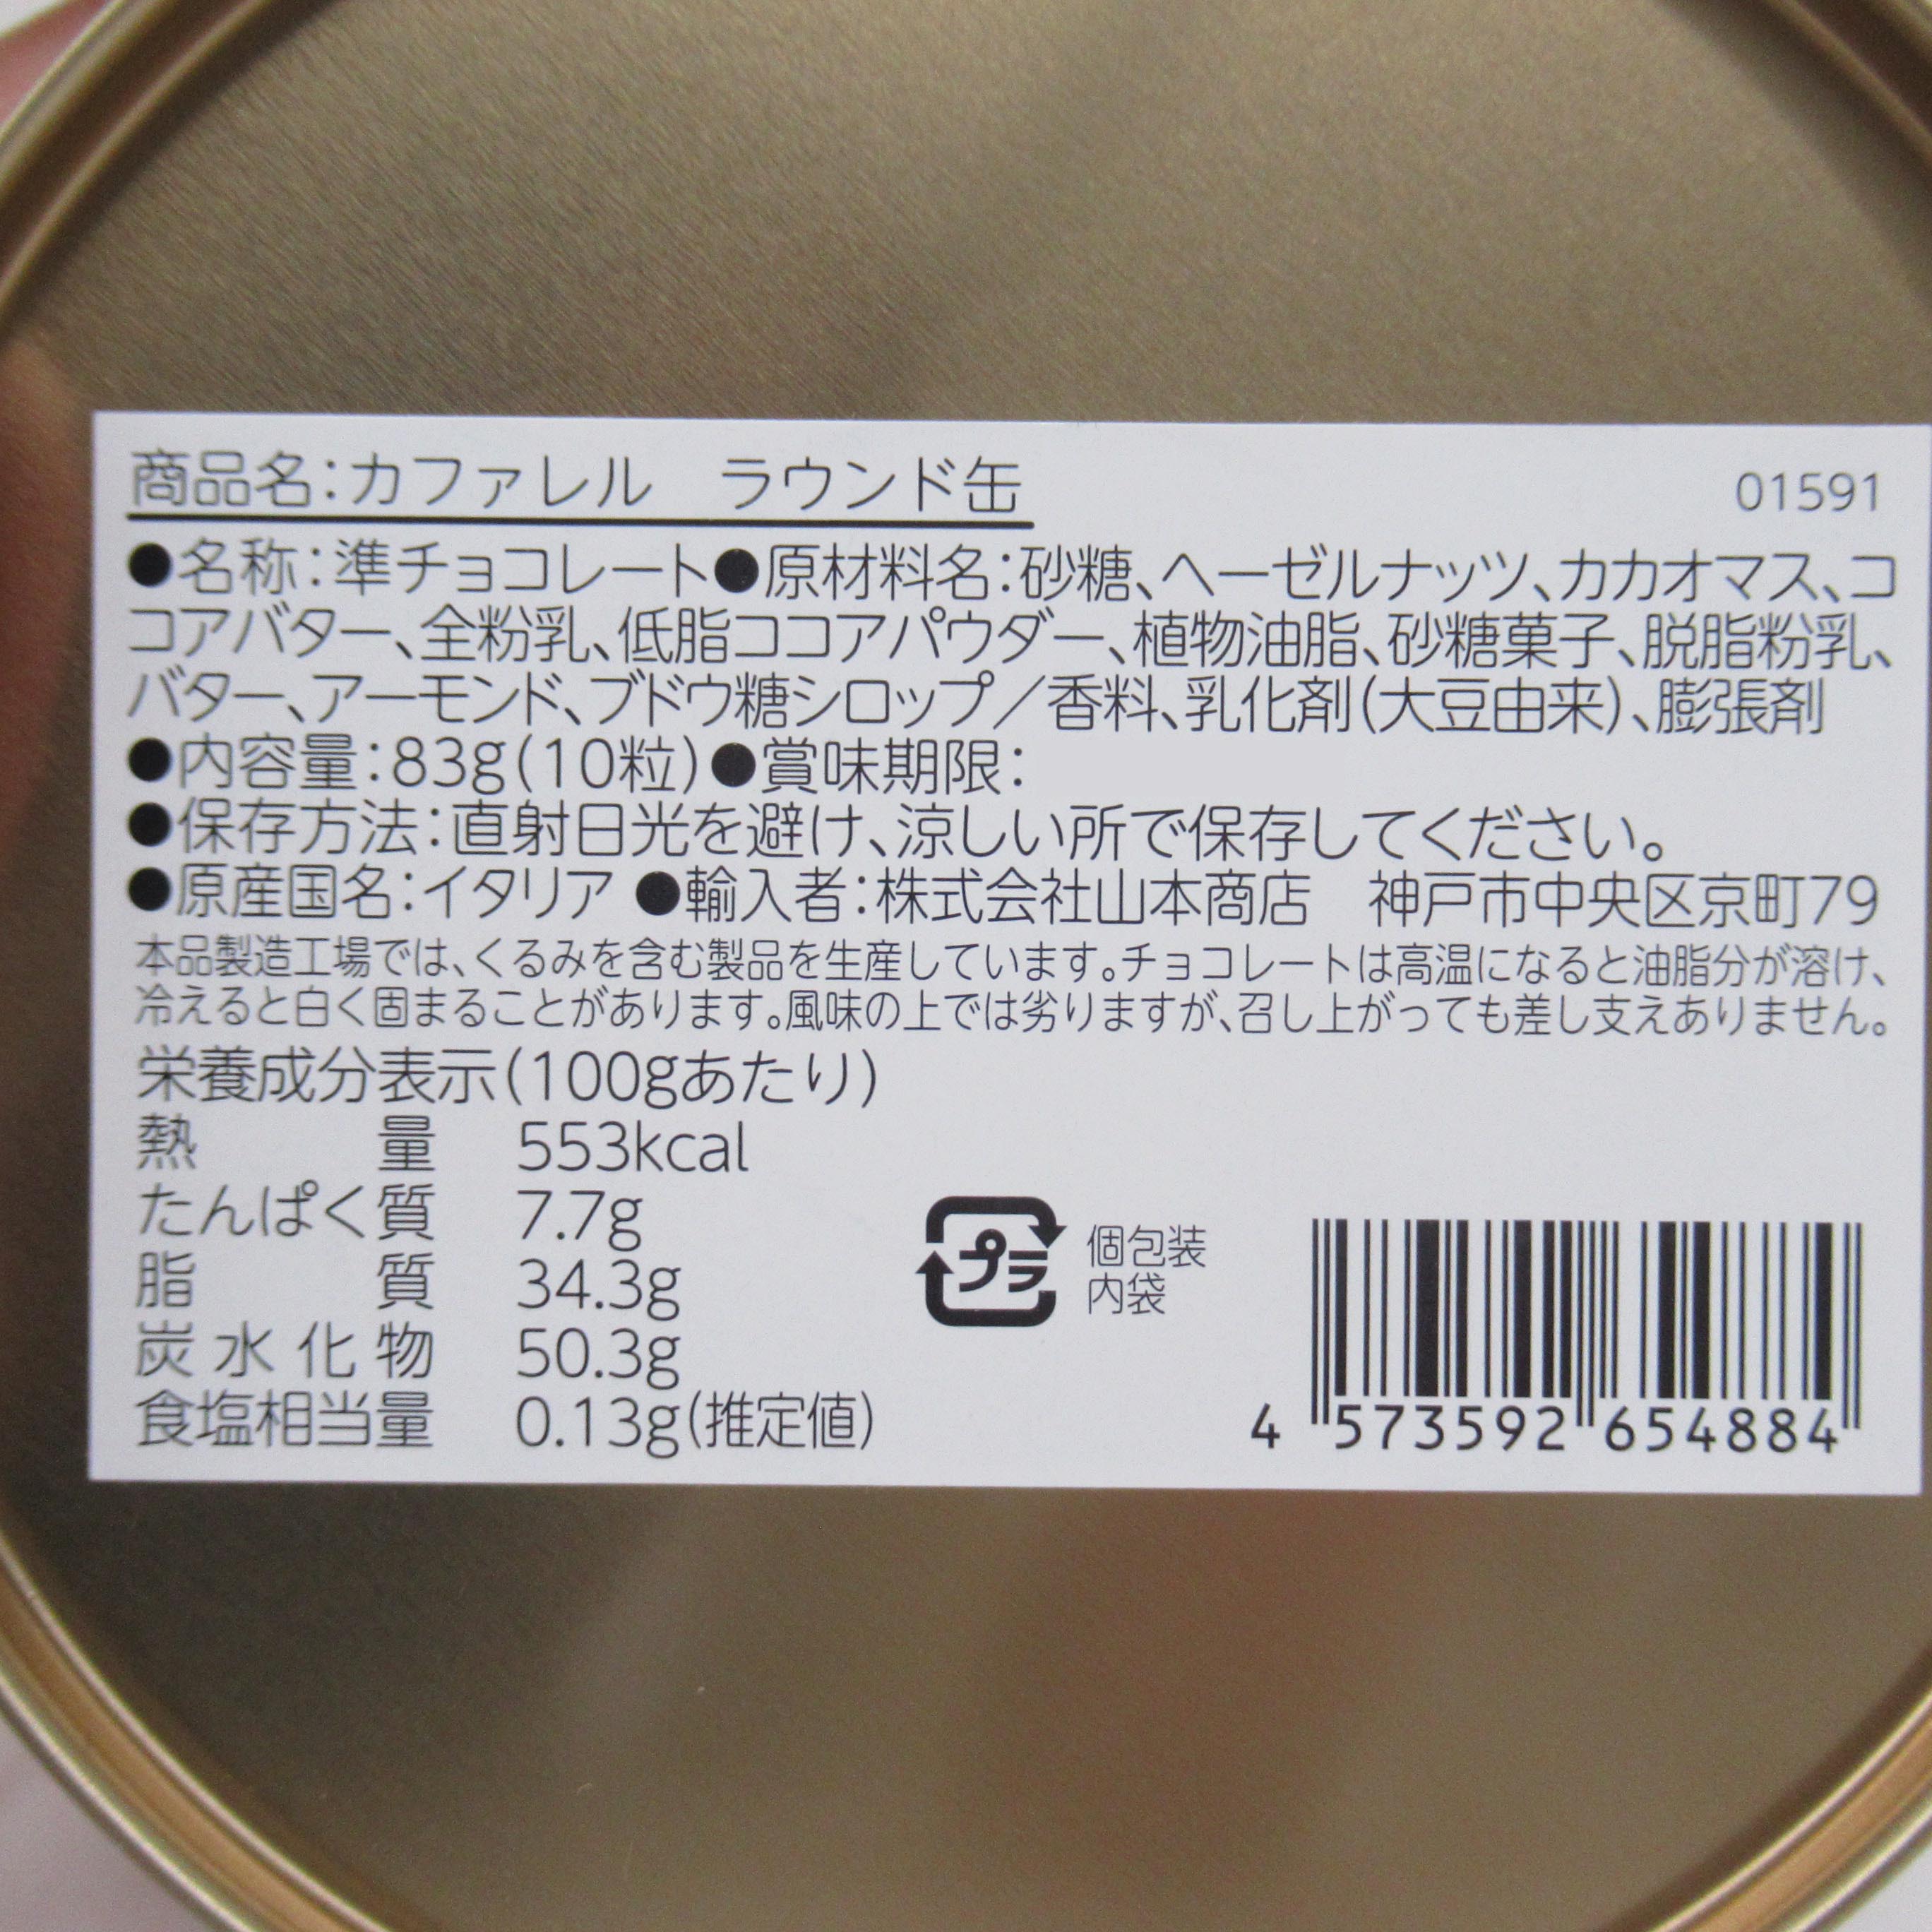 商品名：カファレル　ラウンド缶
01591
●名称：準チョコレート●原材料名：砂糖、ヘーゼルナッツ、カカオマス、コ
コアバター、全粉乳、低脂ココアパウダー、植物油脂、砂糖菓子、脱脂粉乳、
バター、アーモンド、ブドウ糖シロップ／香料、乳化剤（大豆由来）、膨張剤
●内容量：83g（10粒）●賞味期限：
●保存方法：直射日光を避け、涼しい所で保存してください。
●原産国名：イタリア ●輸入者：株式会社山本商店　神戸市中央区京町79
本品製造工場では、くるみを含む製品を生産しています。チョコレートは高温になると油脂分が溶け、
冷えると白く固まることがあります。風味の上では劣りますが、召し上がっても差し支えありません。
栄養成分表示（100gあたり）
熱量 553kcal
たんぱく質 7.7g
脂質 34.3g
炭水化物 50.3g
食塩相当量 0.13g（推定値）
プラ
個包装
内袋
4 573592 654884